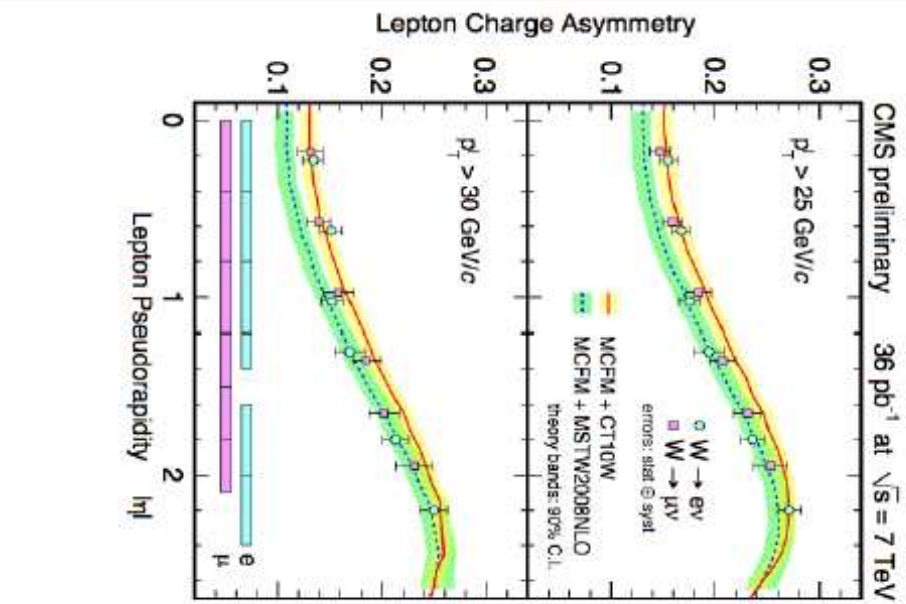 CMS preliminary 36 pb⁻¹ at √s = 7 TeV
Lepton Charge Asymmetry
0.3
0.2
0.1
p_T^l > 25 GeV/c
W → eν
W → μν
errors: stat ⊕ syst
MCFM + CT10W
MCFM + MSTW2008NLO
theory bands: 90% C.L.
0.3
0.2
0.1
p_T^l > 30 GeV/c
e
μ
0
1
2
Lepton Pseudorapidity |η|